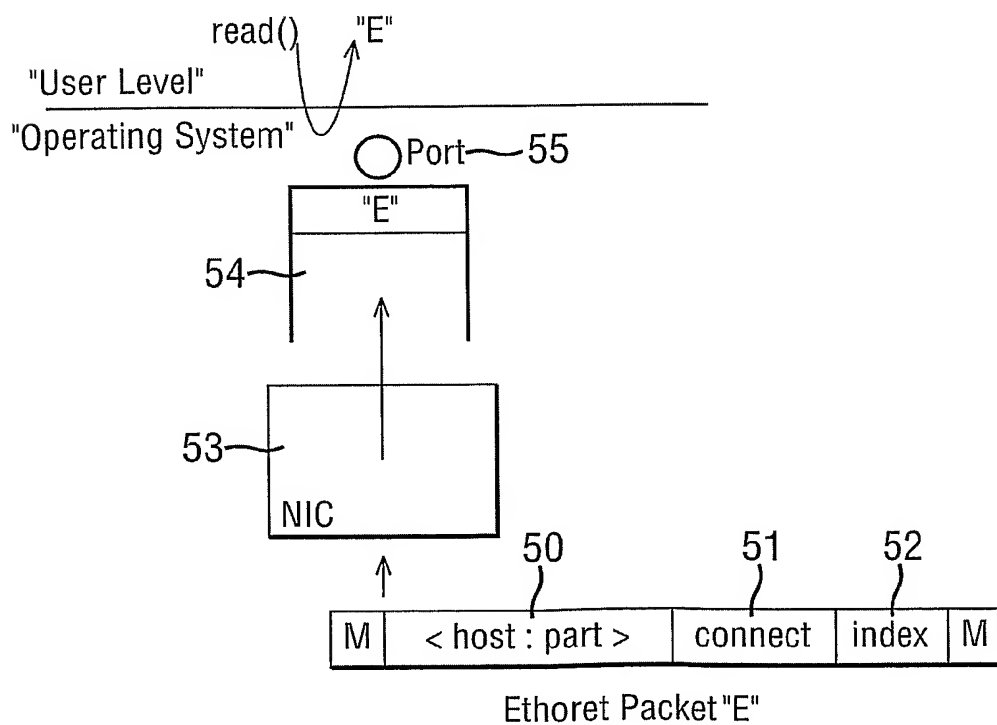 read() "E"
"User Level"
"Operating System"
Port 55
"E"
54
53
NIC
50 51 52
M < host : part > connect index M
Ethoret Packet "E"